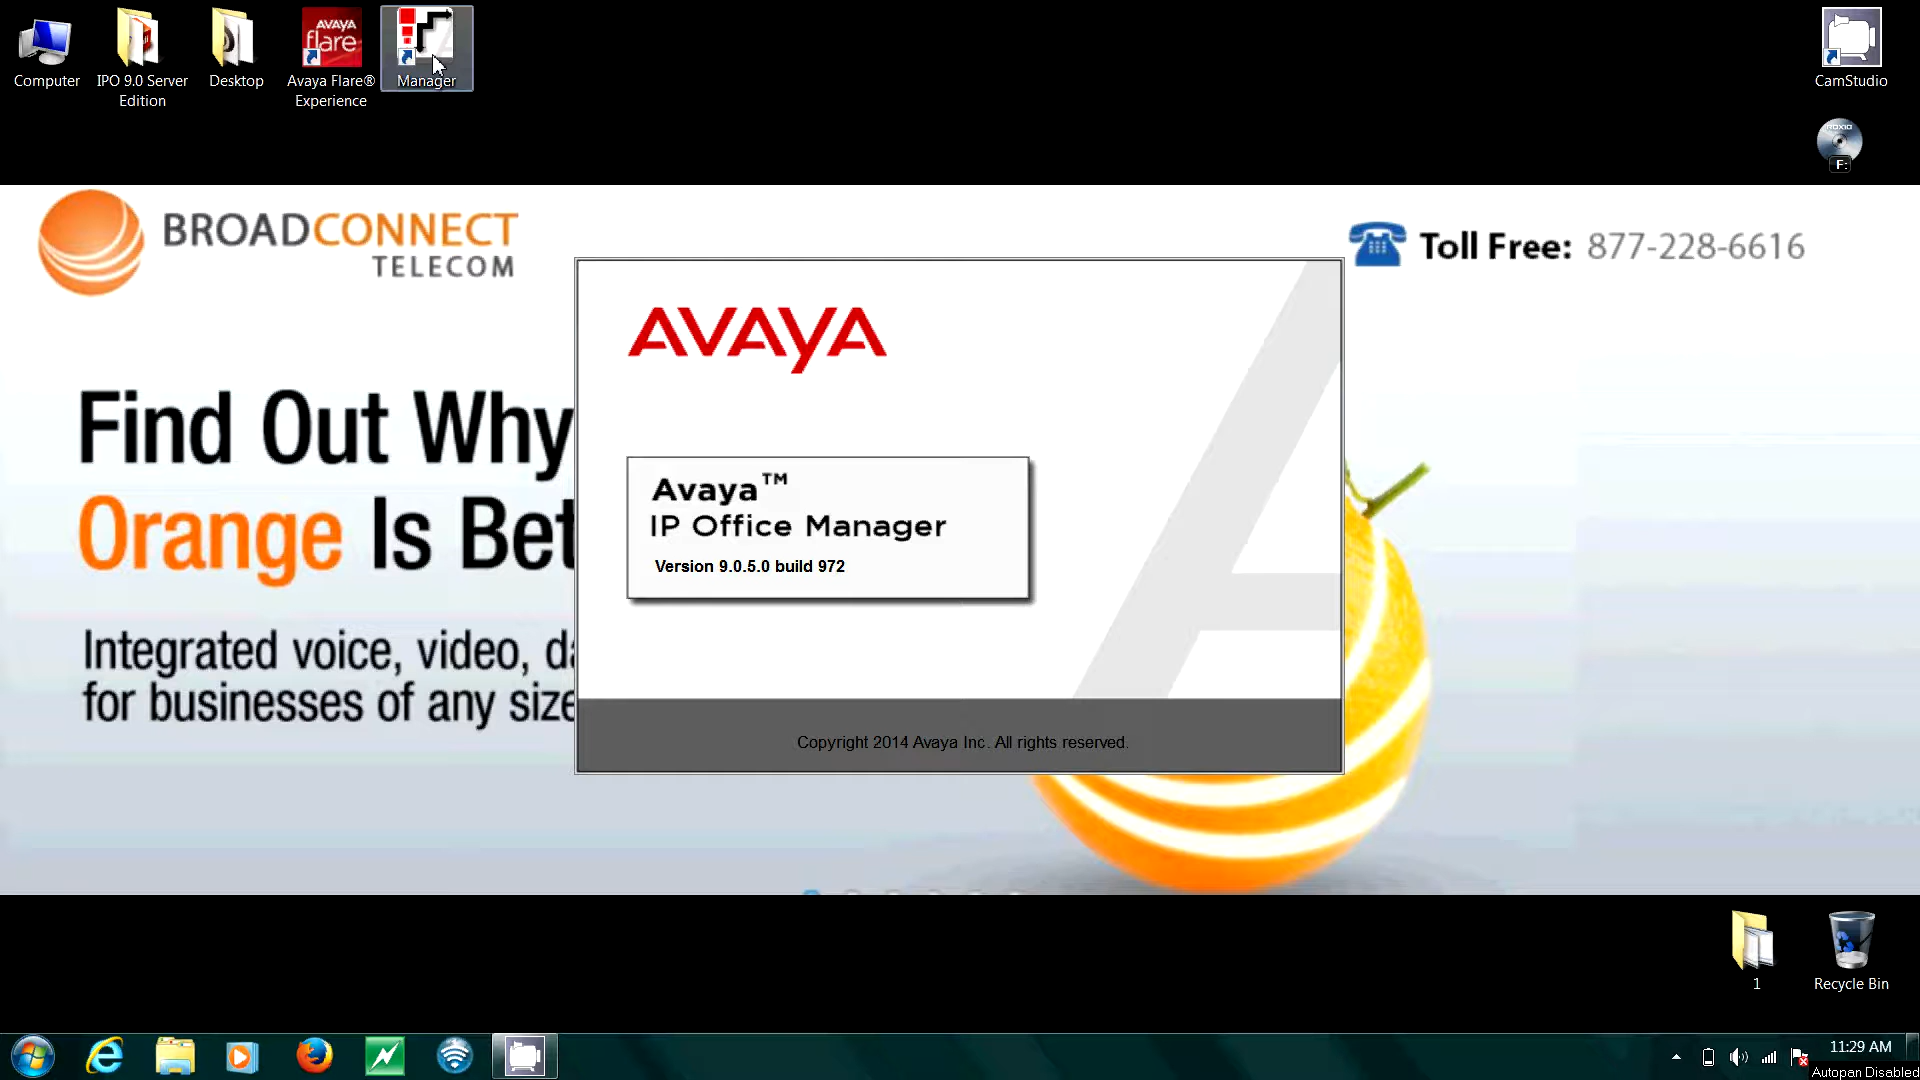 Computer
IPO 9.0 Server
Edition
Desktop
AVAYA
flare
Avaya Flare®
Experience
Manager
CamStudio
ROXIO
F:
BROADCONNECT
TELECOM
Toll Free: 877-228-6616
AVAYA
Find Out Why
Orange Is Bet
Avaya™
IP Office Manager
Version 9.0.5.0 build 972
Integrated voice, video, da
for businesses of any size
Copyright 2014 Avaya Inc. All rights reserved.
1
Recycle Bin
11:29 AM
Autopan Disabled